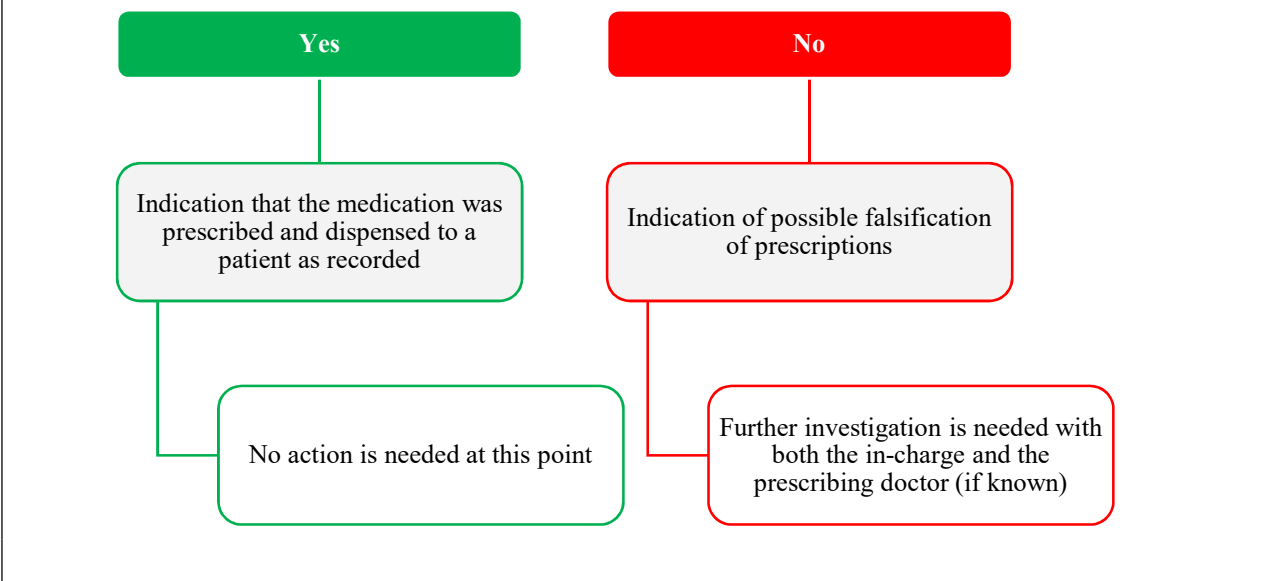 Yes
No
Indication that the medication was
prescribed and dispensed to a
patient as recorded
Indication of possible falsification
of prescriptions
No action is needed at this point
Further investigation is needed with
both the in-charge and the
prescribing doctor (if known)